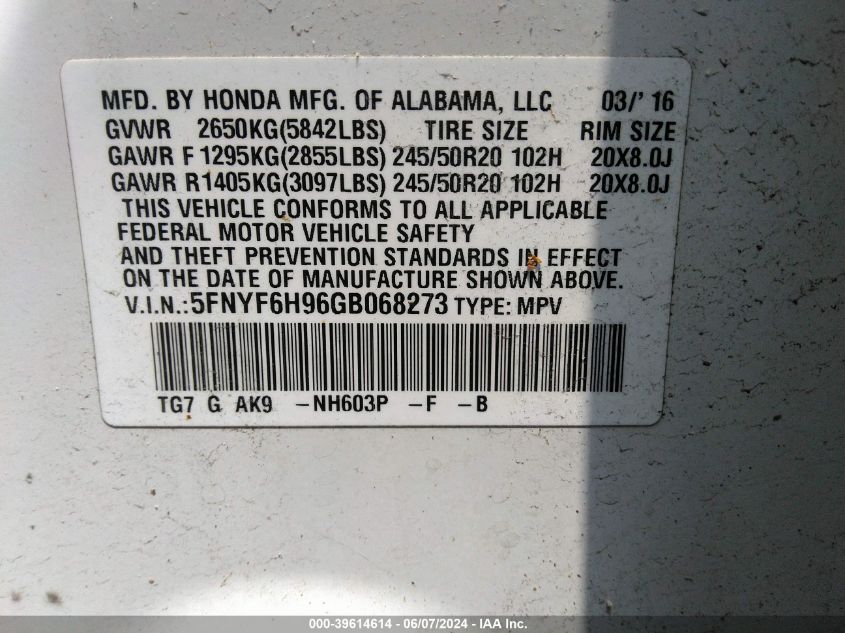 MFD. BY HONDA MFG. OF ALABAMA, LLC 03/' 16
GVWR 2650KG(5842LBS) TIRE SIZE RIM SIZE
GAWR F 1295KG(2855LBS) 245/50R20 102H 20X8.0J
GAWR R1405KG(3097LBS) 245/50R20 102H 20X8.0J
THIS VEHICLE CONFORMS TO ALL APPLICABLE
FEDERAL MOTOR VEHICLE SAFETY
AND THEFT PREVENTION STANDARDS IN EFFECT
ON THE DATE OF MANUFACTURE SHOWN ABOVE.
V.I.N.:5FNYF6H96GB068273 TYPE: MPV
TG7 G AK9 -NH603P -F -B
000-39614614 - 06/07/2024 - IAA Inc.